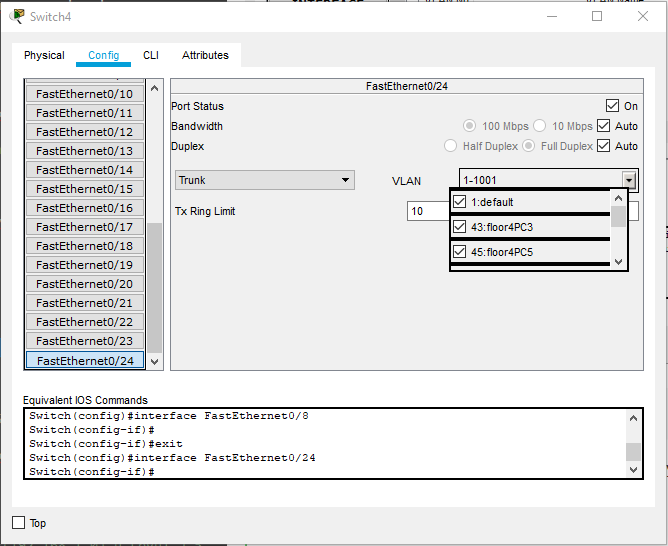 Switch4
Physical
Config
CLI
Attributes
FastEthernet0/10
FastEthernet0/11
FastEthernet0/12
FastEthernet0/13
FastEthernet0/14
FastEthernet0/15
FastEthernet0/16
FastEthernet0/17
FastEthernet0/18
FastEthernet0/19
FastEthernet0/20
FastEthernet0/21
FastEthernet0/22
FastEthernet0/23
FastEthernet0/24
FastEthernet0/24
Port Status On
Bandwidth 100 Mbps 10 Mbps Auto
Duplex Half Duplex Full Duplex Auto
Trunk VLAN 1-1001
1:default
Tx Ring Limit 10
43:floor4PC3
45:floor4PC5
Equivalent IOS Commands
Switch(config)#interface FastEthernet0/8
Switch(config-if)#
Switch(config-if)#exit
Switch(config)#interface FastEthernet0/24
Switch(config-if)#
Top